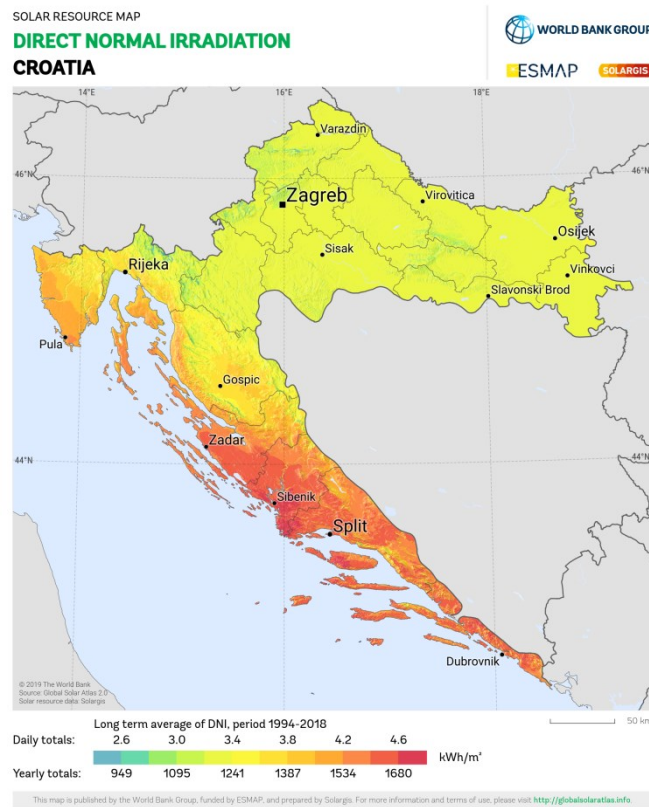 SOLAR RESOURCE MAP
DIRECT NORMAL IRRADIATION
CROATIA
WORLD BANK GROUP
ESMAP
SOLARGIS
14°E
16°E
18°E
Varazdin
46°N
46°N
Zagreb
Virovitica
Osijek
Sisak
Rijeka
Vinkovci
Slavonski Brod
Pula
Gospic
Zadar
44°N
44°N
Sibenik
Split
Dubrovnik
© 2019 The World Bank
Source: Global Solar Atlas 2.0
Solar resource data: Solargis
50 km
Long term average of DNI, period 1994-2018
Daily totals: 2.6 3.0 3.4 3.8 4.2 4.6
kWh/m²
Yearly totals: 949 1095 1241 1387 1534 1680
This map is published by the World Bank Group, funded by ESMAP, and prepared by Solargis. For more information and terms of use, please visit http://globalsolaratlas.info.